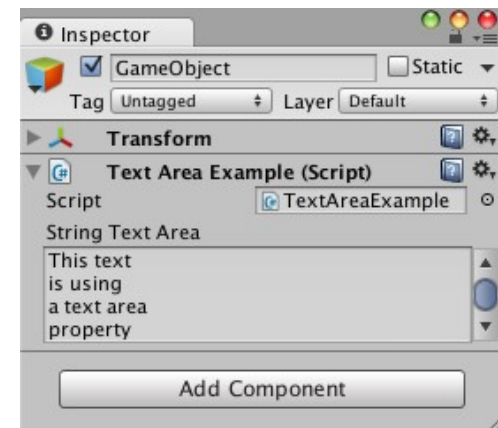 Inspector
GameObject Static
Tag Untagged Layer Default
Transform
Text Area Example (Script)
Script TextAreaExample
String Text Area
This text
is using
a text area
property
Add Component